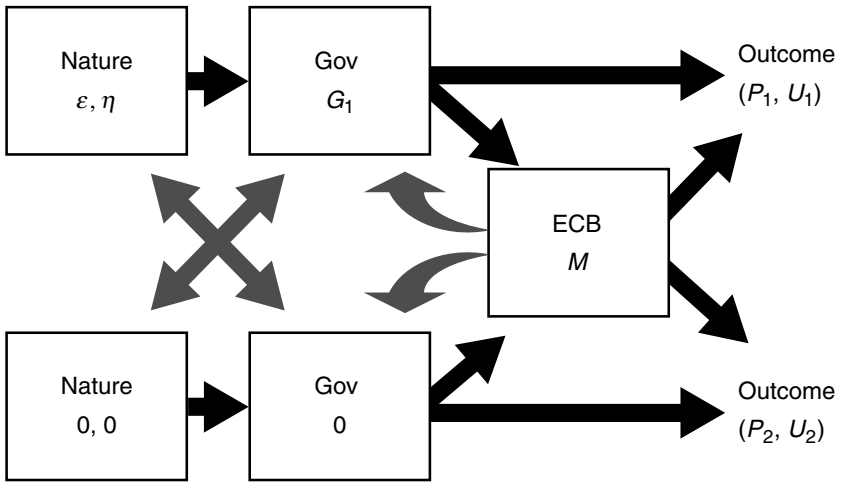 Nature
ε, η
Gov
G₁
Outcome
(P₁, U₁)
ECB
M
Nature
0, 0
Gov
0
Outcome
(P₂, U₂)